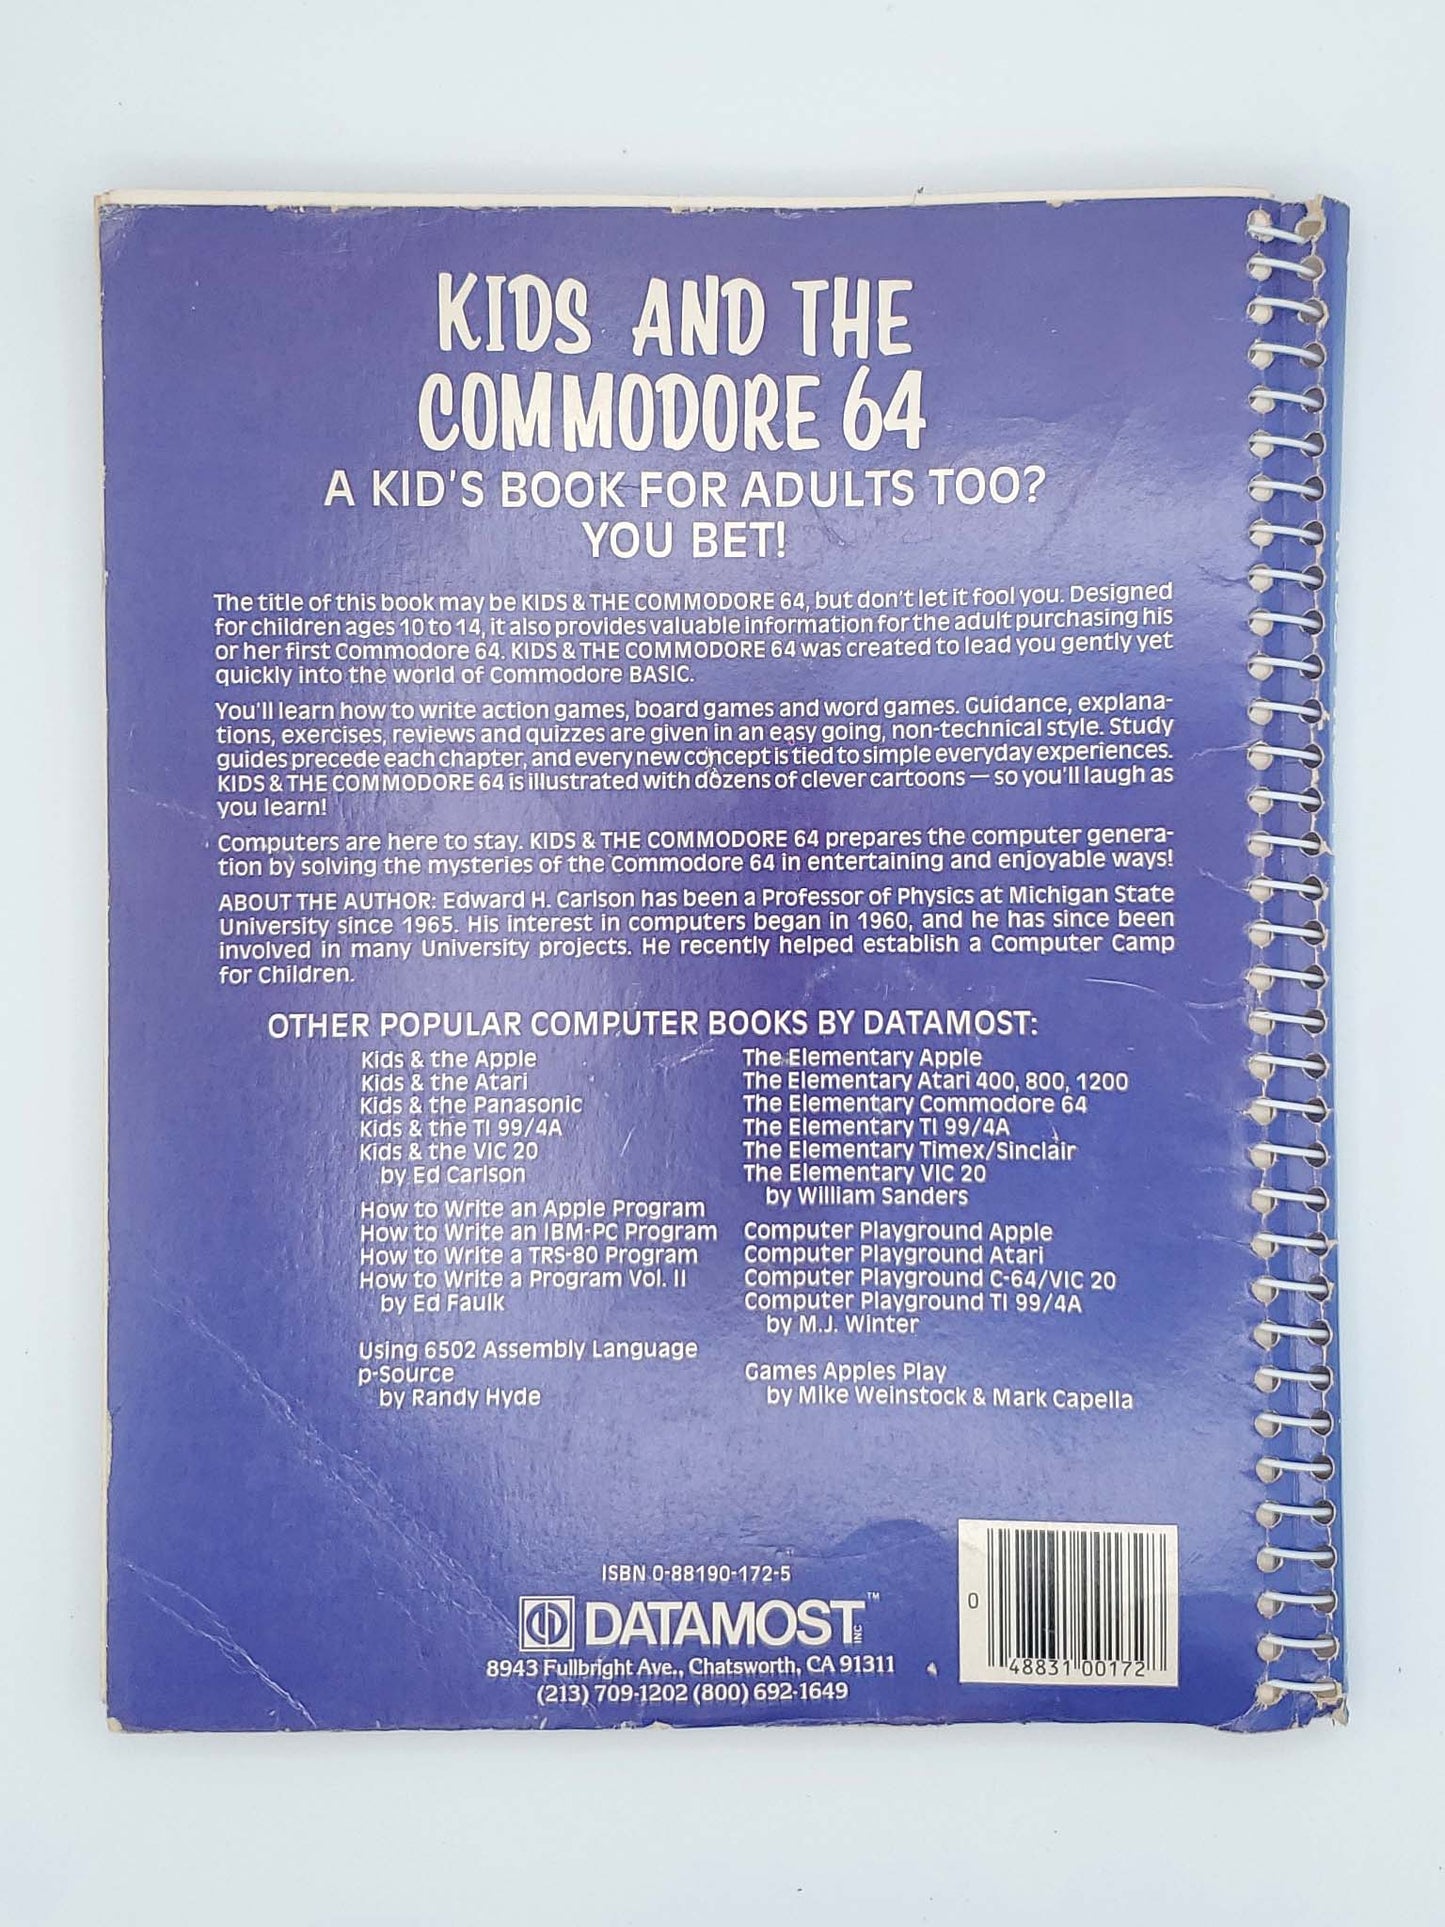 KIDS AND THE
COMMODORE 64
A KID'S BOOK FOR ADULTS TOO?
YOU BET!
The title of this book may be KIDS & THE COMMODORE 64, but don't let it fool you. Designed
for children ages 10 to 14, it also provides valuable information for the adult purchasing his
or her first Commodore 64. KIDS & THE COMMODORE 64 was created to lead you gently yet
quickly into the world of Commodore BASIC.
You'll learn how to write action games, board games and word games. Guidance, explana-
tions, exercises, reviews and quizzes are given in an easy going, non-technical style. Study
guides precede each chapter, and every new concept is tied to simple everyday experiences.
KIDS & THE COMMODORE 64 is illustrated with dozens of clever cartoons — so you'll laugh as
you learn!
Computers are here to stay. KIDS & THE COMMODORE 64 prepares the computer genera-
tion by solving the mysteries of the Commodore 64 in entertaining and enjoyable ways!
ABOUT THE AUTHOR: Edward H. Carlson has been a Professor of Physics at Michigan State
University since 1965. His interest in computers began in 1960, and he has since been
involved in many University projects. He recently helped establish a Computer Camp
for Children.
OTHER POPULAR COMPUTER BOOKS BY DATAMOST:
Kids & the Apple
Kids & the Atari
Kids & the Panasonic
Kids & the TI 99/4A
Kids & the VIC 20
by Ed Carlson
How to Write an Apple Program
How to Write an IBM-PC Program
How to Write a TRS-80 Program
How to Write a Program Vol. II
by Ed Faulk
Using 6502 Assembly Language
p-Source
by Randy Hyde
The Elementary Apple
The Elementary Atari 400, 800, 1200
The Elementary Commodore 64
The Elementary TI 99/4A
The Elementary Timex/Sinclair
The Elementary VIC 20
by William Sanders
Computer Playground Apple
Computer Playground Atari
Computer Playground C-64/VIC 20
Computer Playground TI 99/4A
by M.J. Winter
Games Apples Play
by Mike Weinstock & Mark Capella
ISBN 0-88190-172-5
DATAMOST INC ™
8943 Fullbright Ave., Chatsworth, CA 91311
(213) 709-1202 (800) 692-1649
0 48831 00172